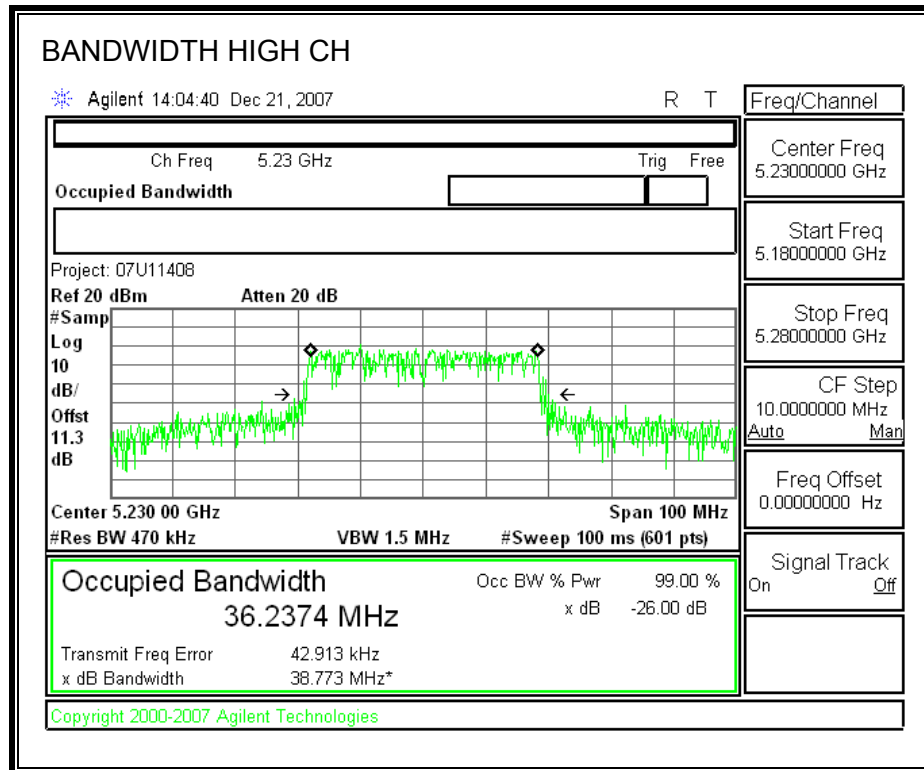 BANDWIDTH HIGH CH
Agilent 14:04:40 Dec 21, 2007 R T
Freq/Channel
Ch Freq 5.23 GHz Trig Free
Occupied Bandwidth
Center Freq
5.23000000 GHz
Start Freq
5.18000000 GHz
Stop Freq
5.28000000 GHz
CF Step
10.0000000 MHz
Auto Man
Freq Offset
0.00000000 Hz
Signal Track
On Off
Project: 07U11408
Ref 20 dBm Atten 20 dB
#Samp
Log
10
dB/
Offst
11.3
dB
Center 5.230 00 GHz Span 100 MHz
#Res BW 470 kHz VBW 1.5 MHz #Sweep 100 ms (601 pts)
Occupied Bandwidth Occ BW % Pwr 99.00 %
36.2374 MHz x dB -26.00 dB
Transmit Freq Error 42.913 kHz
x dB Bandwidth 38.773 MHz*
Copyright 2000-2007 Agilent Technologies